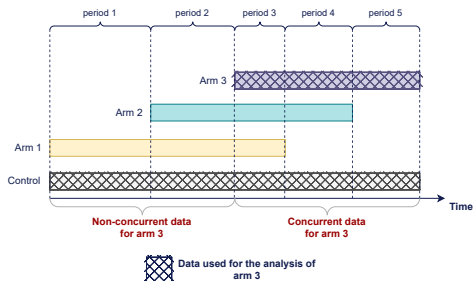 period 1 period 2 period 3 period 4 period 5
Arm 3
Arm 2
Arm 1
Control
Time
Non-concurrent data
for arm 3
Concurrent data
for arm 3
Data used for the analysis of
arm 3